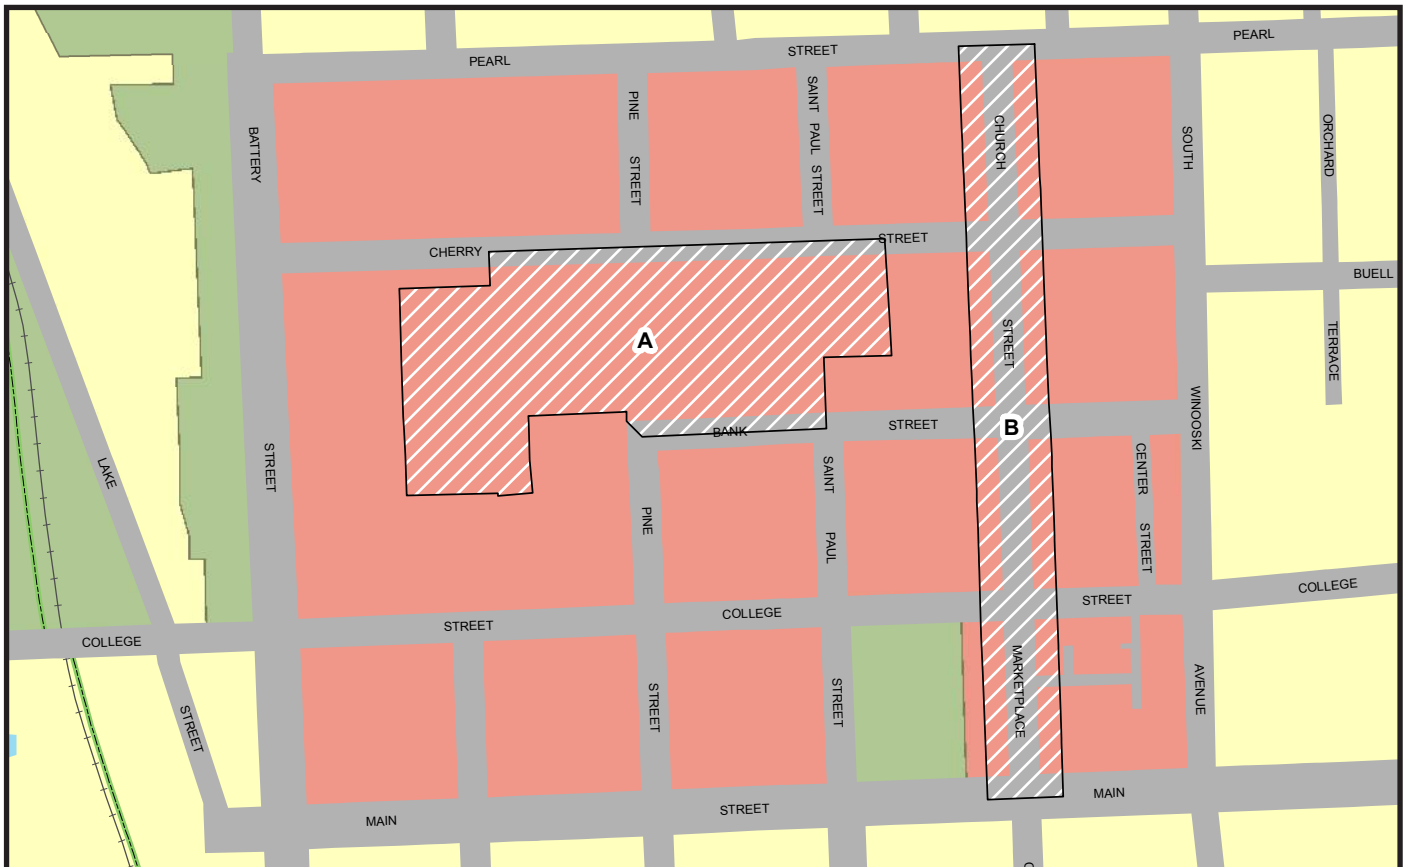 PEARL
STREET
PEARL
BATTERY
PINE
STREET
SAINT PAUL STREET
CHURCH
SOUTH
ORCHARD
CHERRY
STREET
BUELL
A
STREET
TERRACE
BANK
STREET
B
WINOOSKI
STREET
LAKE
PINE
SAINT
PAUL
CENTER
STREET
COLLEGE
STREET
COLLEGE
STREET
COLLEGE
STREET
STREET
STREET
MARKETPLACE
AVENUE
MAIN
STREET
MAIN